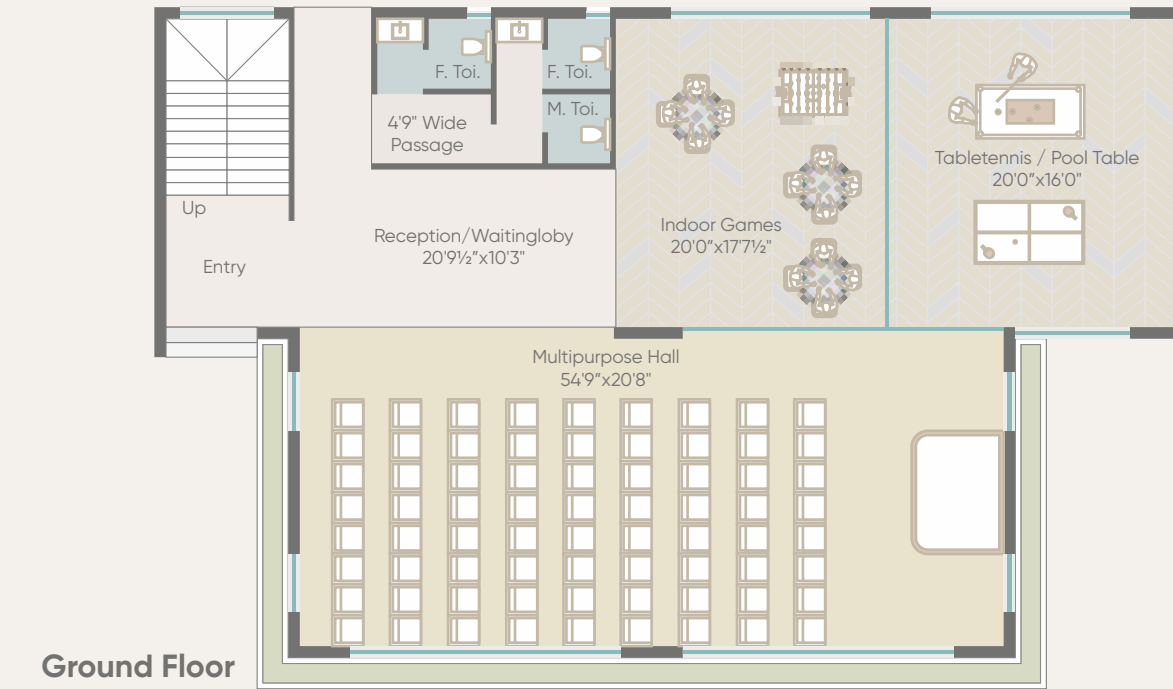 F. Toi.
F. Toi.
M. Toi.
4'9" Wide
Passage
Up
Entry
Reception/Waitingloby
20'9½"x10'3"
Indoor Games
20'0"x17'7½"
Tabletennis / Pool Table
20'0"x16'0"
Multipurpose Hall
54'9"x20'8"
Ground Floor